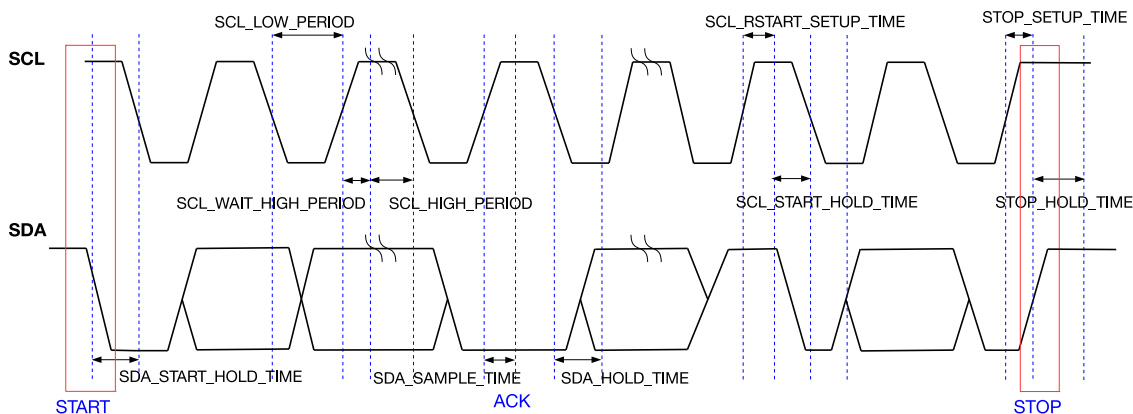 SCL_LOW_PERIOD
SCL_RSTART_SETUP_TIME
STOP_SETUP_TIME
SCL
SCL_WAIT_HIGH_PERIOD
SCL_HIGH_PERIOD
SCL_START_HOLD_TIME
STOP_HOLD_TIME
SDA
SDA_START_HOLD_TIME
SDA_SAMPLE_TIME
SDA_HOLD_TIME
START
ACK
STOP